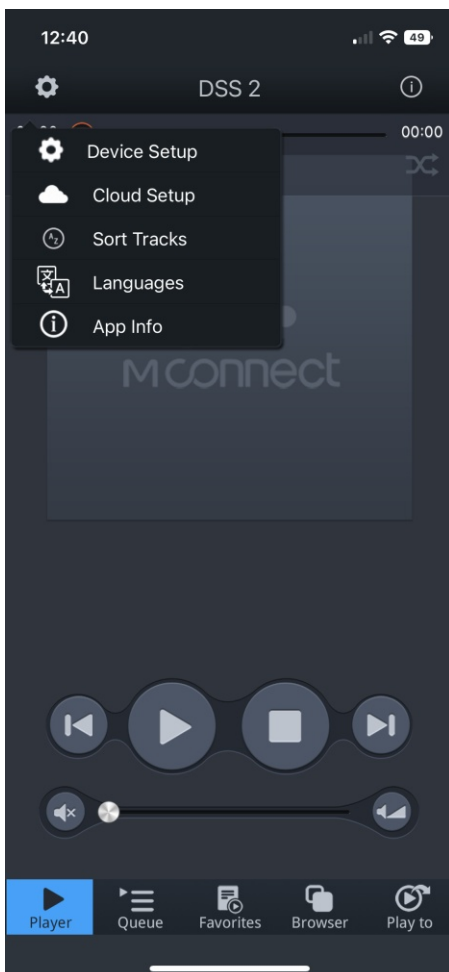 12:40
49
DSS 2
00:00
Device Setup
Cloud Setup
Sort Tracks
Languages
App Info
mconnect
Player
Queue
Favorites
Browser
Play to